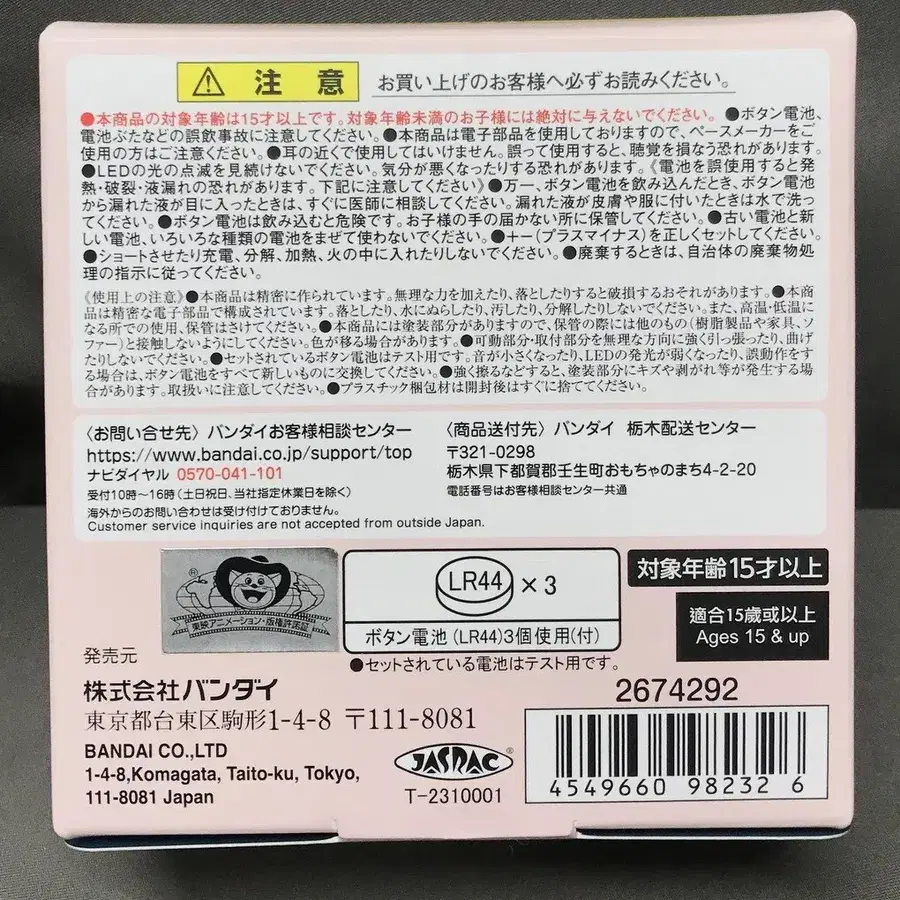 注意 お買い上げのお客様へ必ずお読みください。
●本商品の対象年齢は15才以上です。対象年齢未満のお子様には絶対に与えないでください。●ボタン電池、
電池ぶたなどの誤飲事故に注意してください。●本商品は電子部品を使用しておりますので、ペースメーカーをご
使用の方はご注意ください。●耳の近くで使用してはいけません。誤って使用すると、聴覚を損なう恐れがあります。
●LEDの光の点滅を見続けないでください。気分が悪くなったりする恐れがあります。《電池を誤使用すると発
熱・破裂・液漏れの恐れがあります。下記に注意してください》●万一、ボタン電池を飲み込んだとき、ボタン電池
から漏れた液が目に入ったときは、すぐに医師に相談してください。漏れた液が皮膚や服に付いたときは水で洗っ
てください。●ボタン電池は飲み込むと危険です。お子様の手の届かない所に保管してください。●古い電池と新
しい電池、いろいろな種類の電池をまぜて使わないでください。●+-(プラスマイナス)を正しくセットしてください。
●ショートさせたり充電、分解、加熱、火の中に入れたりしないでください。●廃棄するときは、自治体の廃棄物処
理の指示に従ってください。
《使用上の注意》●本商品は精密に作られています。無理な力を加えたり、落としたりすると破損するおそれがあります。●本商
品は精密な電子部品で構成されています。落としたり、水にぬらしたり、汚したり、分解したりしないでください。また、高温・低温に
なる所での使用、保管はさけてください。●本商品には塗装部分がありますので、保管の際には他のもの(樹脂製品や家具、ソ
ファー)と接触しないようにしてください。色が移る場合があります。●可動部分・取付部分を無理な方向に強く引っ張ったり、曲げ
たりしないでください。●セットされているボタン電池はテスト用です。音が小さくなったり、LEDの発光が弱くなったり、誤動作をす
る場合は、ボタン電池をすべて新しいものに交換してください。●強く擦るなどすると、塗装部分にキズや剥がれ等が発生する場
合があります。取扱いに注意してください。●プラスチック梱包材は開封後はすぐに捨ててください。
〈お問い合せ先〉バンダイお客様相談センター
https://www.bandai.co.jp/support/top
ナビダイヤル 0570-041-101
受付10時～16時(土日祝日、当社指定休業日を除く)
海外からのお問い合わせは受け付けておりません。
Customer service inquiries are not accepted from outside Japan.
〈商品送付先〉バンダイ 栃木配送センター
〒321-0298
栃木県下都賀郡壬生町おもちゃのまち4-2-20
電話番号はお客様相談センター共通
®
東映アニメーション・版権許諾証
LR44 ×3
ボタン電池(LR44)3個使用(付)
●セットされている電池はテスト用です。
対象年齢15才以上
適合15歲或以上
Ages 15 & up
発売元
株式会社バンダイ
東京都台東区駒形1-4-8 〒111-8081
BANDAI CO.,LTD
1-4-8,Komagata, Taito-ku, Tokyo,
111-8081 Japan
JASRAC®
T-2310001
2674292
4549660 98232 6